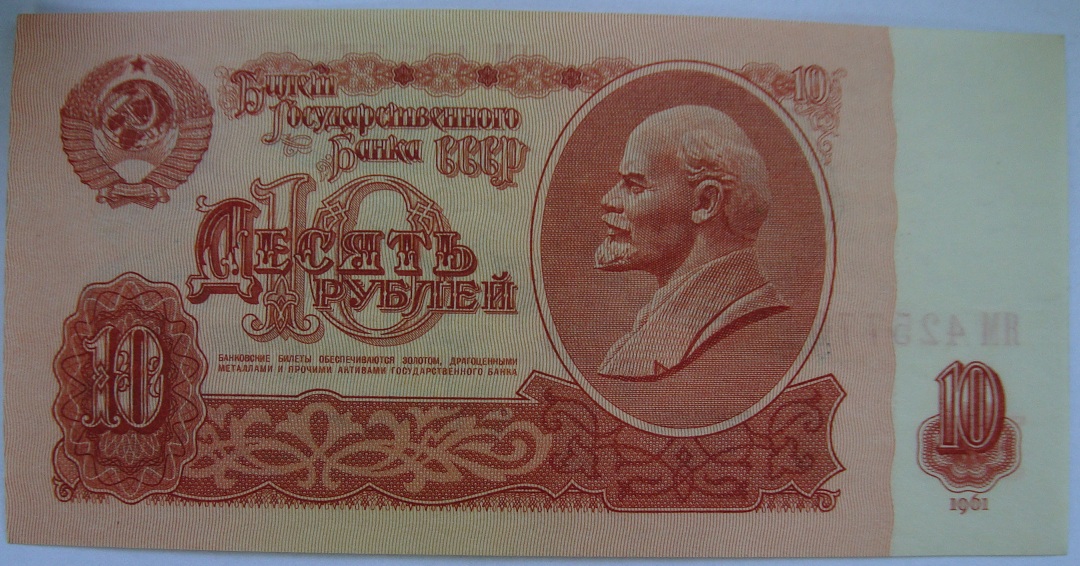 Билет
10
Государственного
Банка СССР
10
Десять
рублей
БАНКОВСКИЕ БИЛЕТЫ ОБЕСПЕЧИВАЮТСЯ ЗОЛОТОМ, ДРАГОЦЕННЫМИ
МЕТАЛЛАМИ И ПРОЧИМИ АКТИВАМИ ГОСУДАРСТВЕННОГО БАНКА
10
10
1961